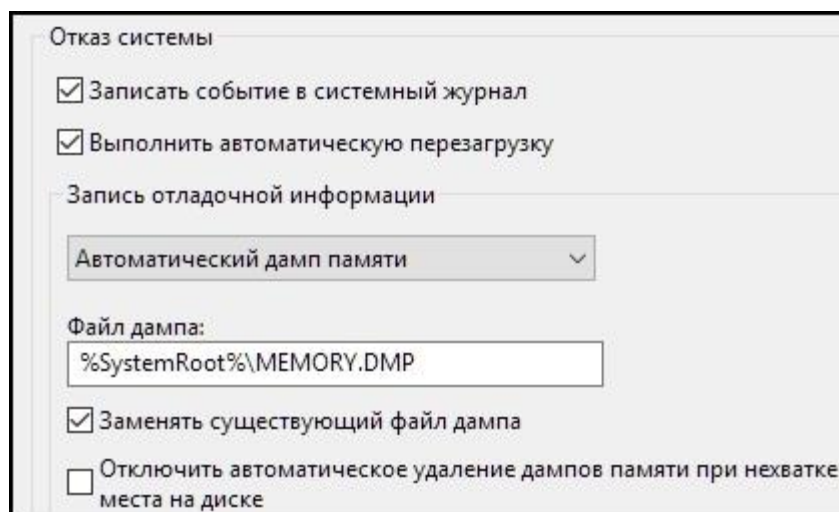 Отказ системы
Записать событие в системный журнал
Выполнить автоматическую перезагрузку
Запись отладочной информации
Автоматический дамп памяти
Файл дампа:
%SystemRoot%\MEMORY.DMP
Заменять существующий файл дампа
Отключить автоматическое удаление дампов памяти при нехватке
места на диске